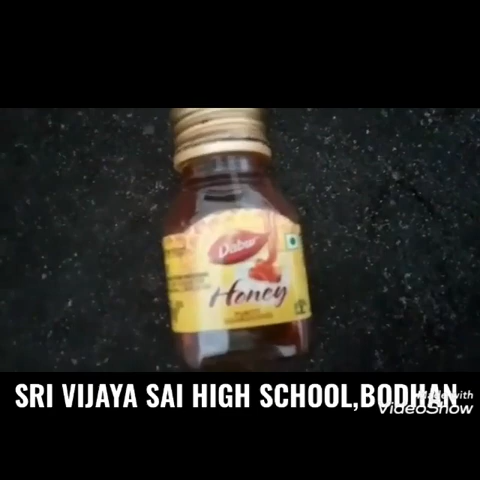 Dabur
Honey
SRI VIJAYA SAI HIGH SCHOOL,BODHAN
Made with
VideoShow